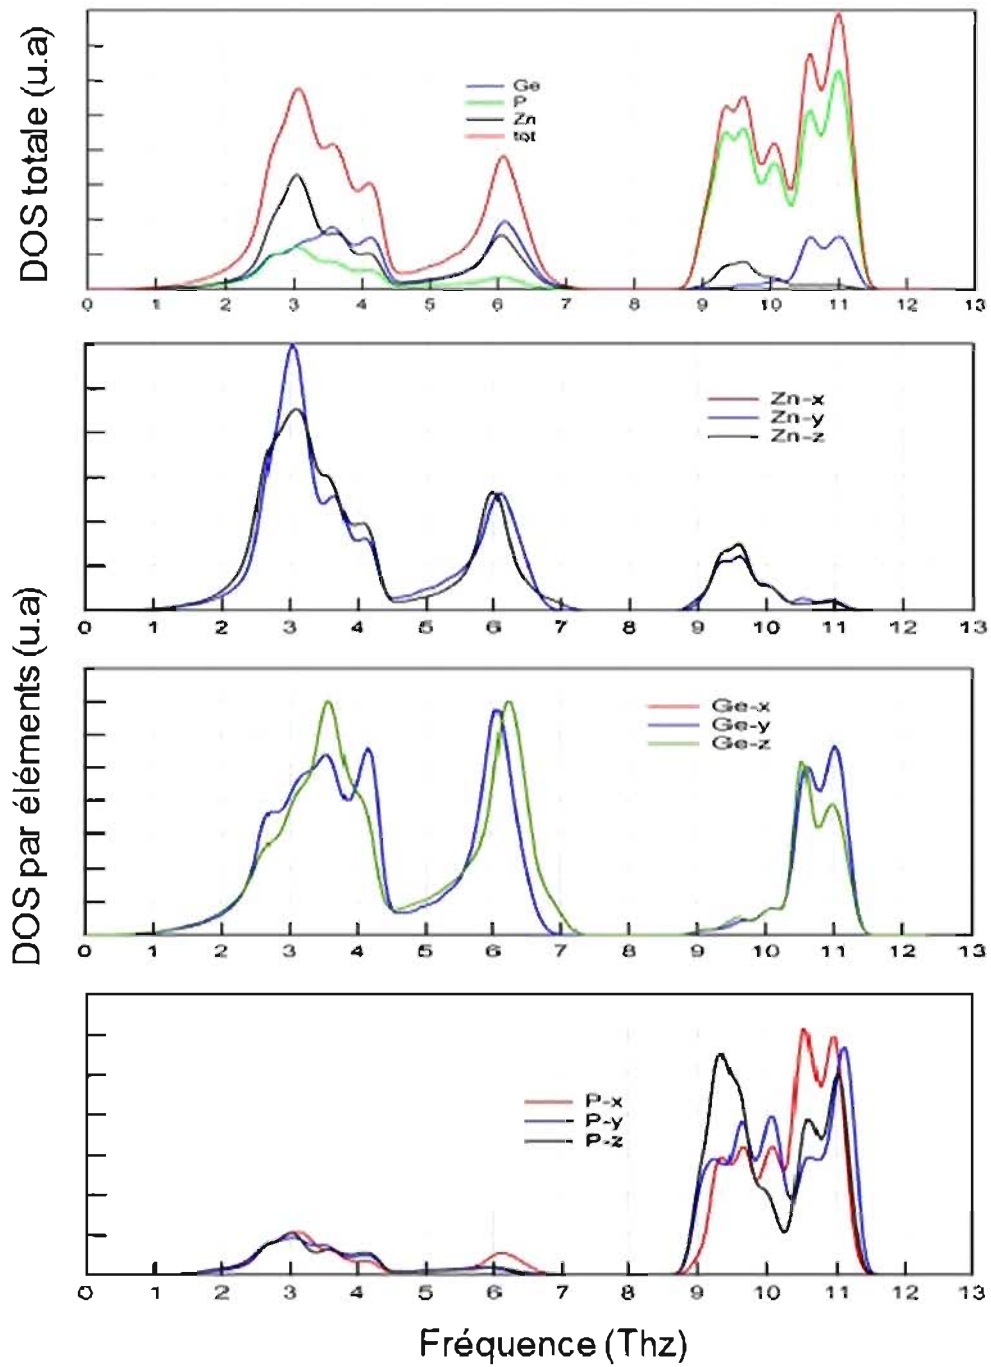 DOS totale (u.a)
Ge
P
Zn
tot
0 1 2 3 4 5 6 7 8 9 10 11 12 13
DOS par éléments (u.a)
Zn-x
Zn-y
Zn-z
0 1 2 3 4 5 6 7 8 9 10 11 12 13
Ge-x
Ge-y
Ge-z
0 1 2 3 4 5 6 7 8 9 10 11 12 13
P-x
P-y
P-z
0 1 2 3 4 5 6 7 8 9 10 11 12 13
Fréquence (Thz)